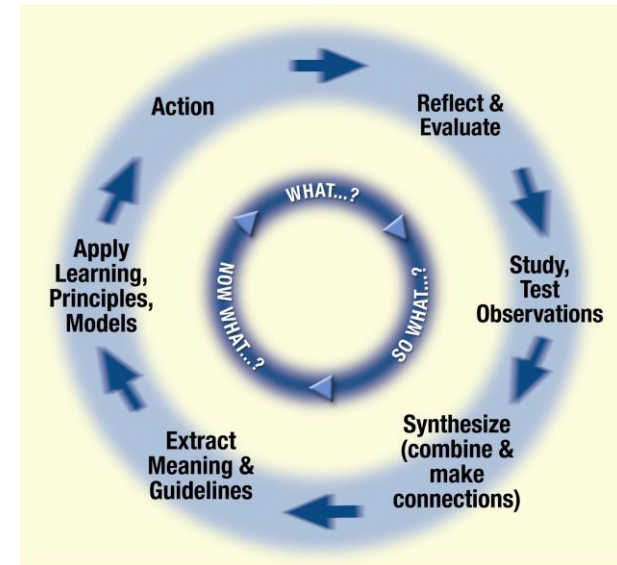 Action
Reflect &
Evaluate
Study,
Test
Observations
Synthesize
(combine &
make
connections)
Extract
Meaning &
Guidelines
Apply
Learning,
Principles,
Models
WHAT...?
SO WHAT...?
NOW WHAT...?